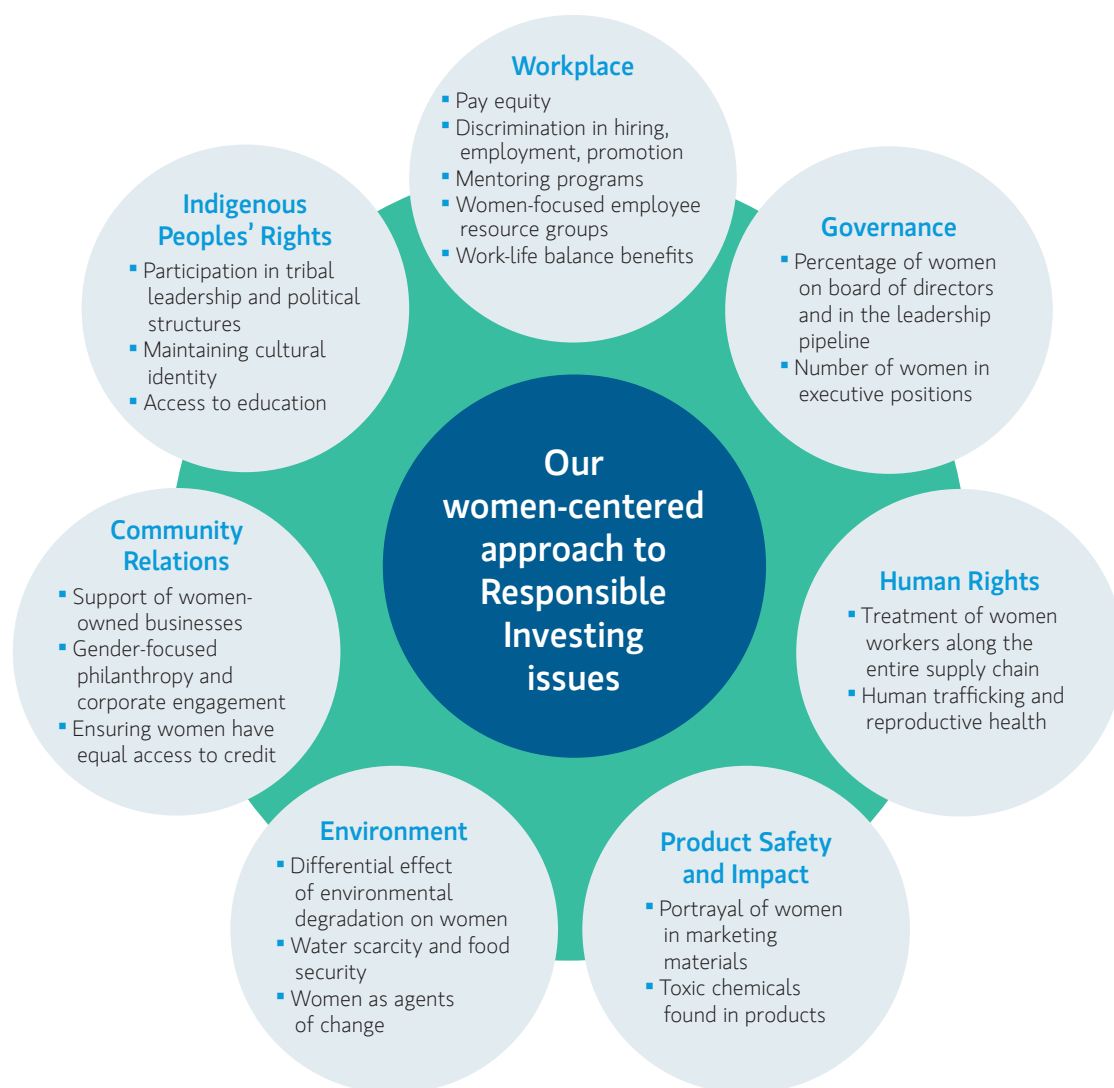 Workplace
▪ Pay equity
▪ Discrimination in hiring,
employment, promotion
▪ Mentoring programs
▪ Women-focused employee
resource groups
▪ Work-life balance benefits
Governance
▪ Percentage of women
on board of directors
and in the leadership
pipeline
▪ Number of women in
executive positions
Human Rights
▪ Treatment of women
workers along the
entire supply chain
▪ Human trafficking and
reproductive health
Product Safety
and Impact
▪ Portrayal of women
in marketing
materials
▪ Toxic chemicals
found in products
Environment
▪ Differential effect
of environmental
degradation on women
▪ Water scarcity and food
security
▪ Women as agents
of change
Community
Relations
▪ Support of women-
owned businesses
▪ Gender-focused
philanthropy and
corporate engagement
▪ Ensuring women have
equal access to credit
Indigenous
Peoples’ Rights
▪ Participation in tribal
leadership and political
structures
▪ Maintaining cultural
identity
▪ Access to education
Our
women-centered
approach to
Responsible
Investing
issues